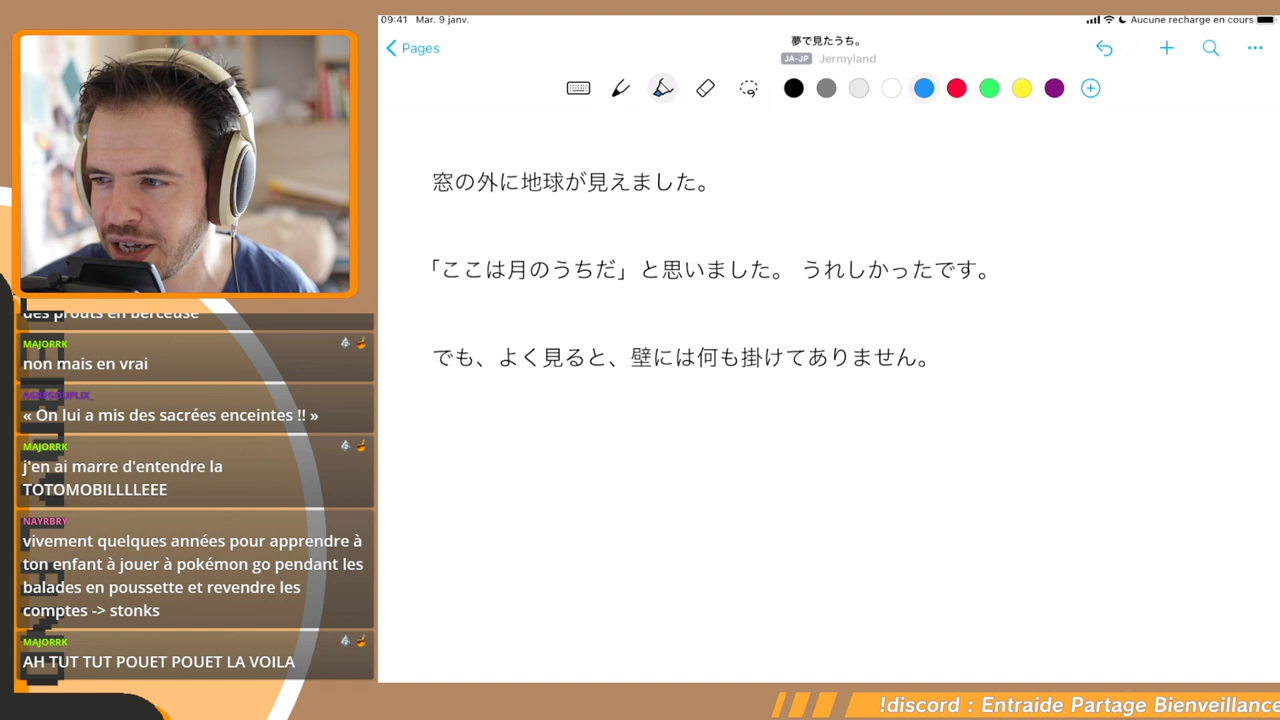 des prouts en berceuse
MAJORRK
non mais en vrai
« On lui a mis des sacrées enceintes !! »
MAJORRK
j'en ai marre d'entendre la
TOTOMOBILLLLEEE
NAYRBRY
vivement quelques années pour apprendre à
ton enfant à jouer à pokémon go pendant les
balades en poussette et revendre les
comptes -> stonks
MAJORRK
AH TUT TUT POUET POUET LA VOILA
09:41 Mar. 9 janv.
Aucune recharge en cours
Pages
夢で見たうち。
JA-JP Jermyland
窓の外に地球が見えました。
「ここは月のうちだ」と思いました。 うれしかったです。
でも、よく見ると、壁には何も掛けてありません。
!discord : Entraide Partage Bienveillance